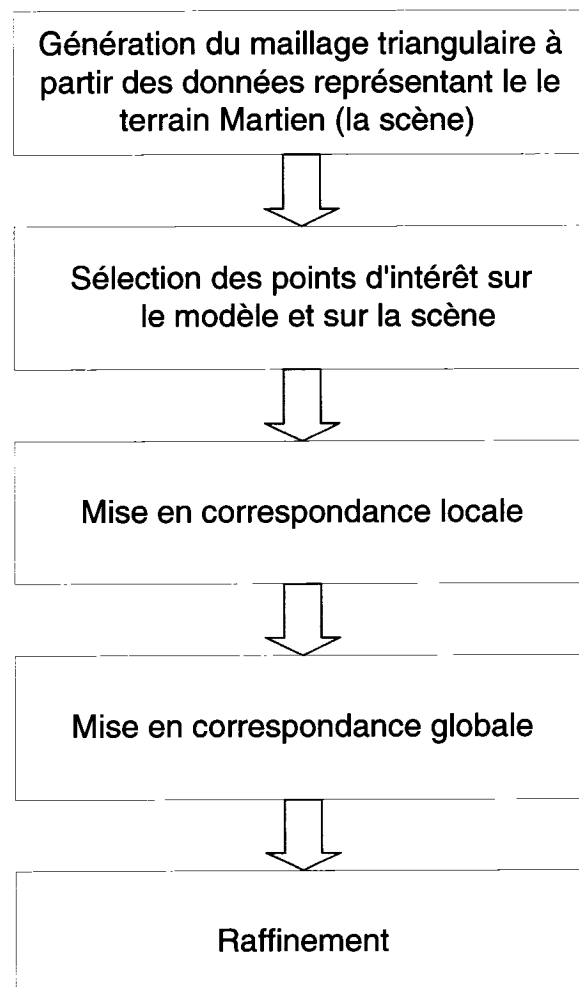 Génération du maillage triangulaire à
partir des données représentant le le
terrain Martien (la scène)
Sélection des points d'intérêt sur
le modèle et sur la scène
Mise en correspondance locale
Mise en correspondance globale
Raffinement